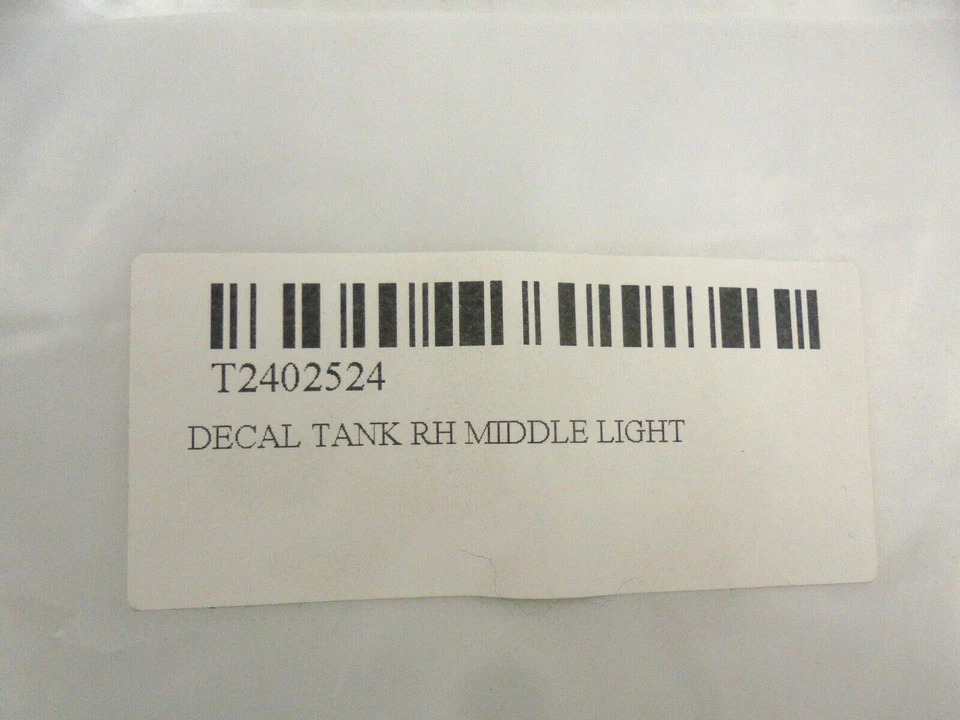 T2402524
DECAL TANK RH MIDDLE LIGHT